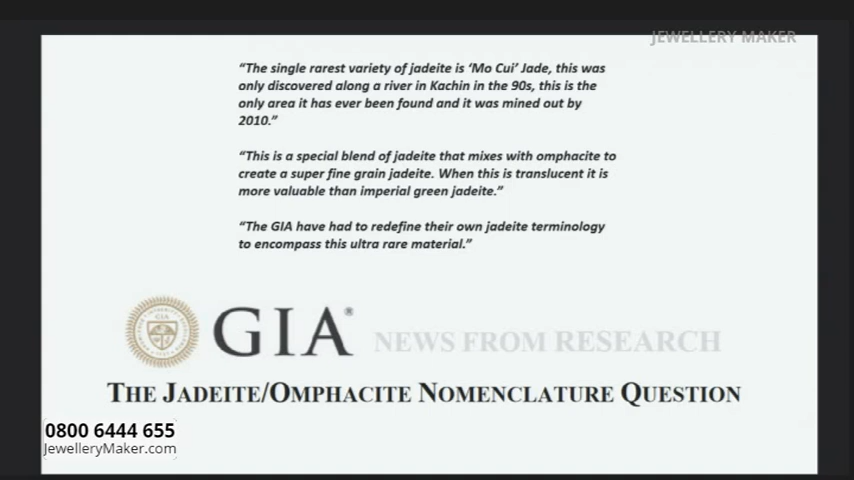 JEWELLERY MAKER
“The single rarest variety of jadeite is ‘Mo Cui’ Jade, this was
only discovered along a river in Kachin in the 90s, this is the
only area it has ever been found and it was mined out by
2010.”
“This is a special blend of jadeite that mixes with omphacite to
create a super fine grain jadeite. When this is translucent it is
more valuable than imperial green jadeite.”
“The GIA have had to redefine their own jadeite terminology
to encompass this ultra rare material.”
GIA® NEWS FROM RESEARCH
THE JADEITE/OMPHACITE NOMENCLATURE QUESTION
0800 6444 655
JewelleryMaker.com